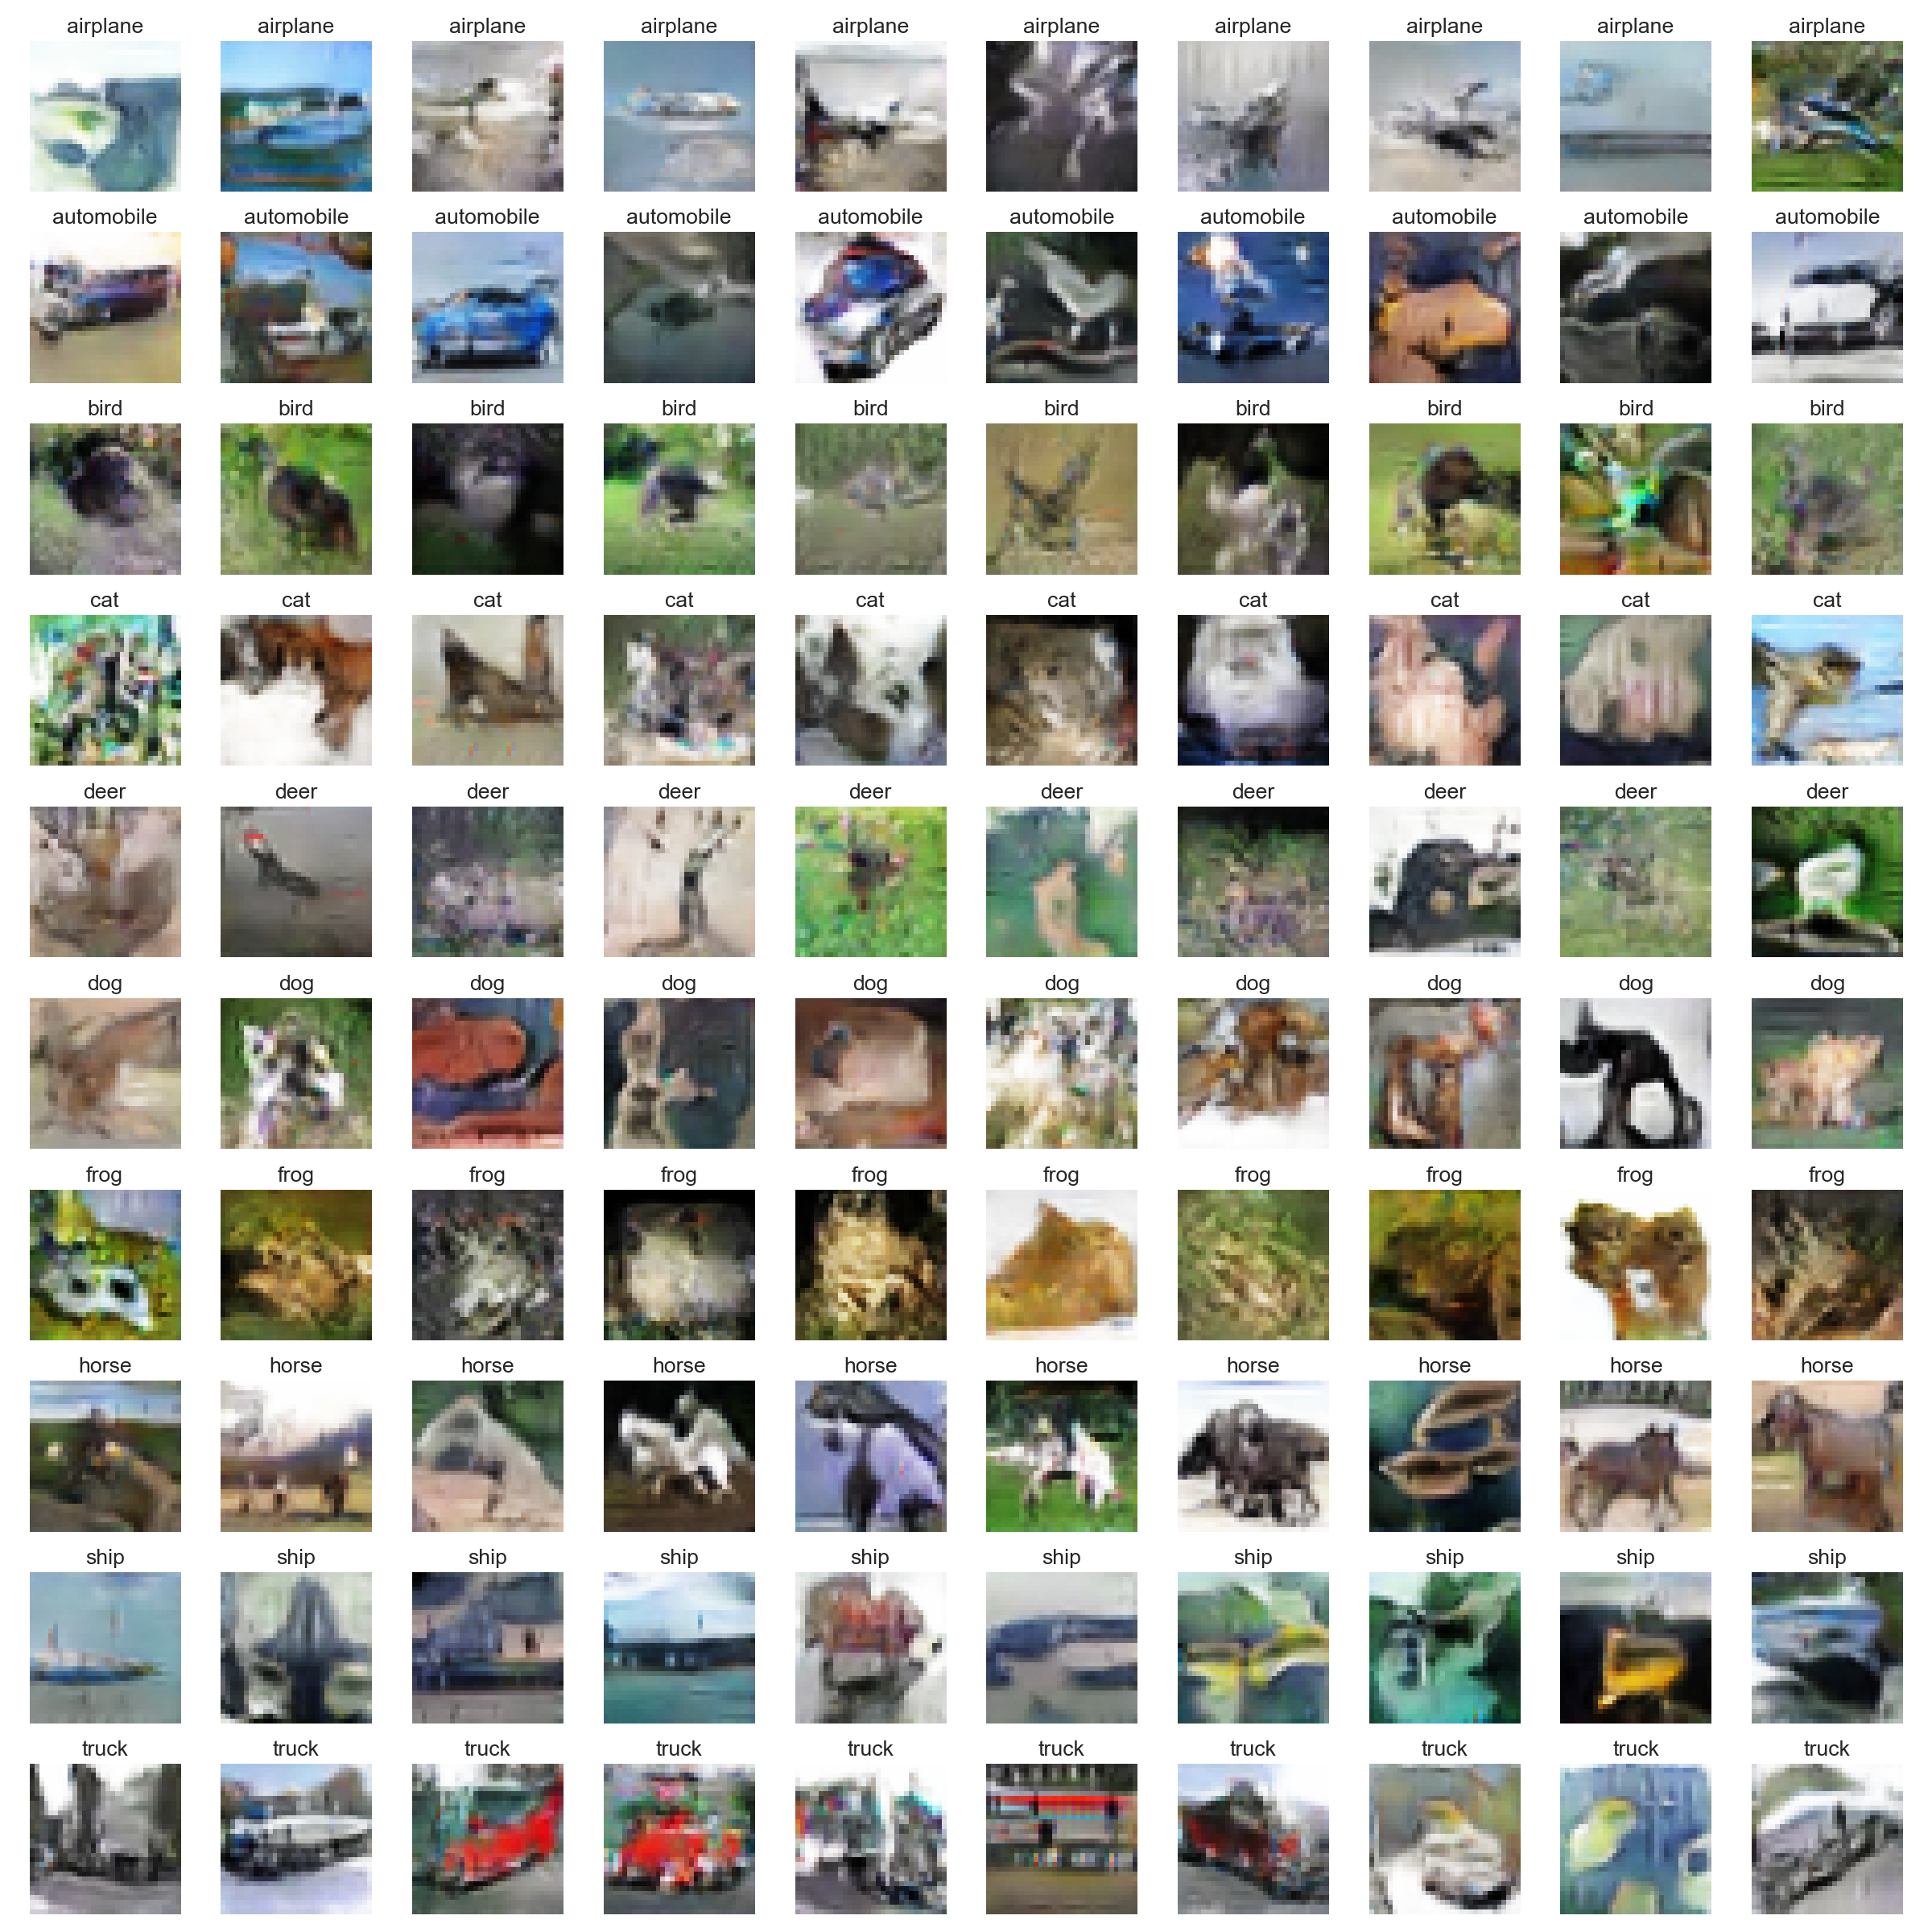 airplane airplane airplane airplane airplane airplane airplane airplane airplane airplane
automobile automobile automobile automobile automobile automobile automobile automobile automobile automobile
bird bird bird bird bird bird bird bird bird bird
cat cat cat cat cat cat cat cat cat cat
deer deer deer deer deer deer deer deer deer deer
dog dog dog dog dog dog dog dog dog dog
frog frog frog frog frog frog frog frog frog frog
horse horse horse horse horse horse horse horse horse horse
ship ship ship ship ship ship ship ship ship ship
truck truck truck truck truck truck truck truck truck truck